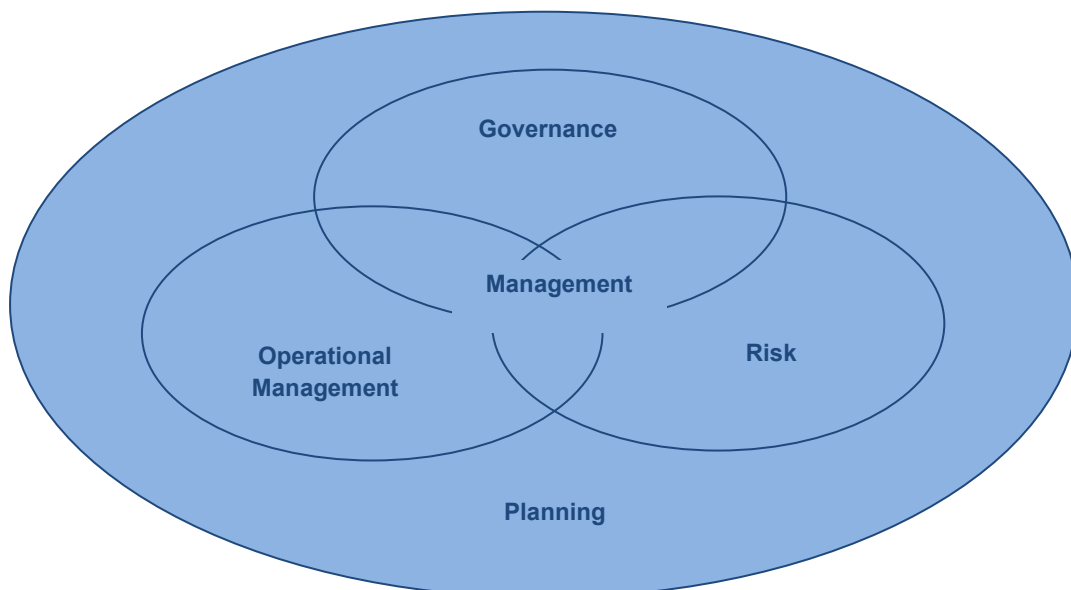 Governance
Management
Operational
Management
Risk
Planning